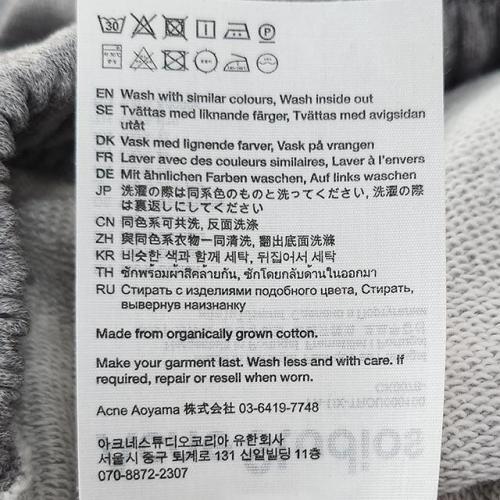 30
P
EN Wash with similar colours, Wash inside out
SE Tvättas med liknande färger, Tvättas med avigsidan
utåt
DK Vask med lignende farver, Vask på vrangen
FR Laver avec des couleurs similaires, Laver à l'envers
DE Mit ähnlichen Farben waschen, Auf links waschen
JP 洗濯の際は同系色のものと洗ってください, 洗濯の際
は裏返しにしてください
CN 同色系可共洗, 反面洗涤
ZH 與同色系衣物一同清洗, 翻出底面洗滌
KR 비슷한 색과 함께 세탁, 뒤집어서 세탁
TH ซักพร้อมผ้าสีคล้ายกัน, ซักโดยกลับด้านในออกมา
RU Стирать с изделиями подобного цвета, Стирать,
вывернув наизнанку
Made from organically grown cotton.
Make your garment last. Wash less and with care. If
required, repair or resell when worn.
Acne Aoyama 株式会社 03-6419-7748
아크네스튜디오코리아 유한회사
서울시 중구 퇴계로 131 신일빌딩 11층
070-8872-2307